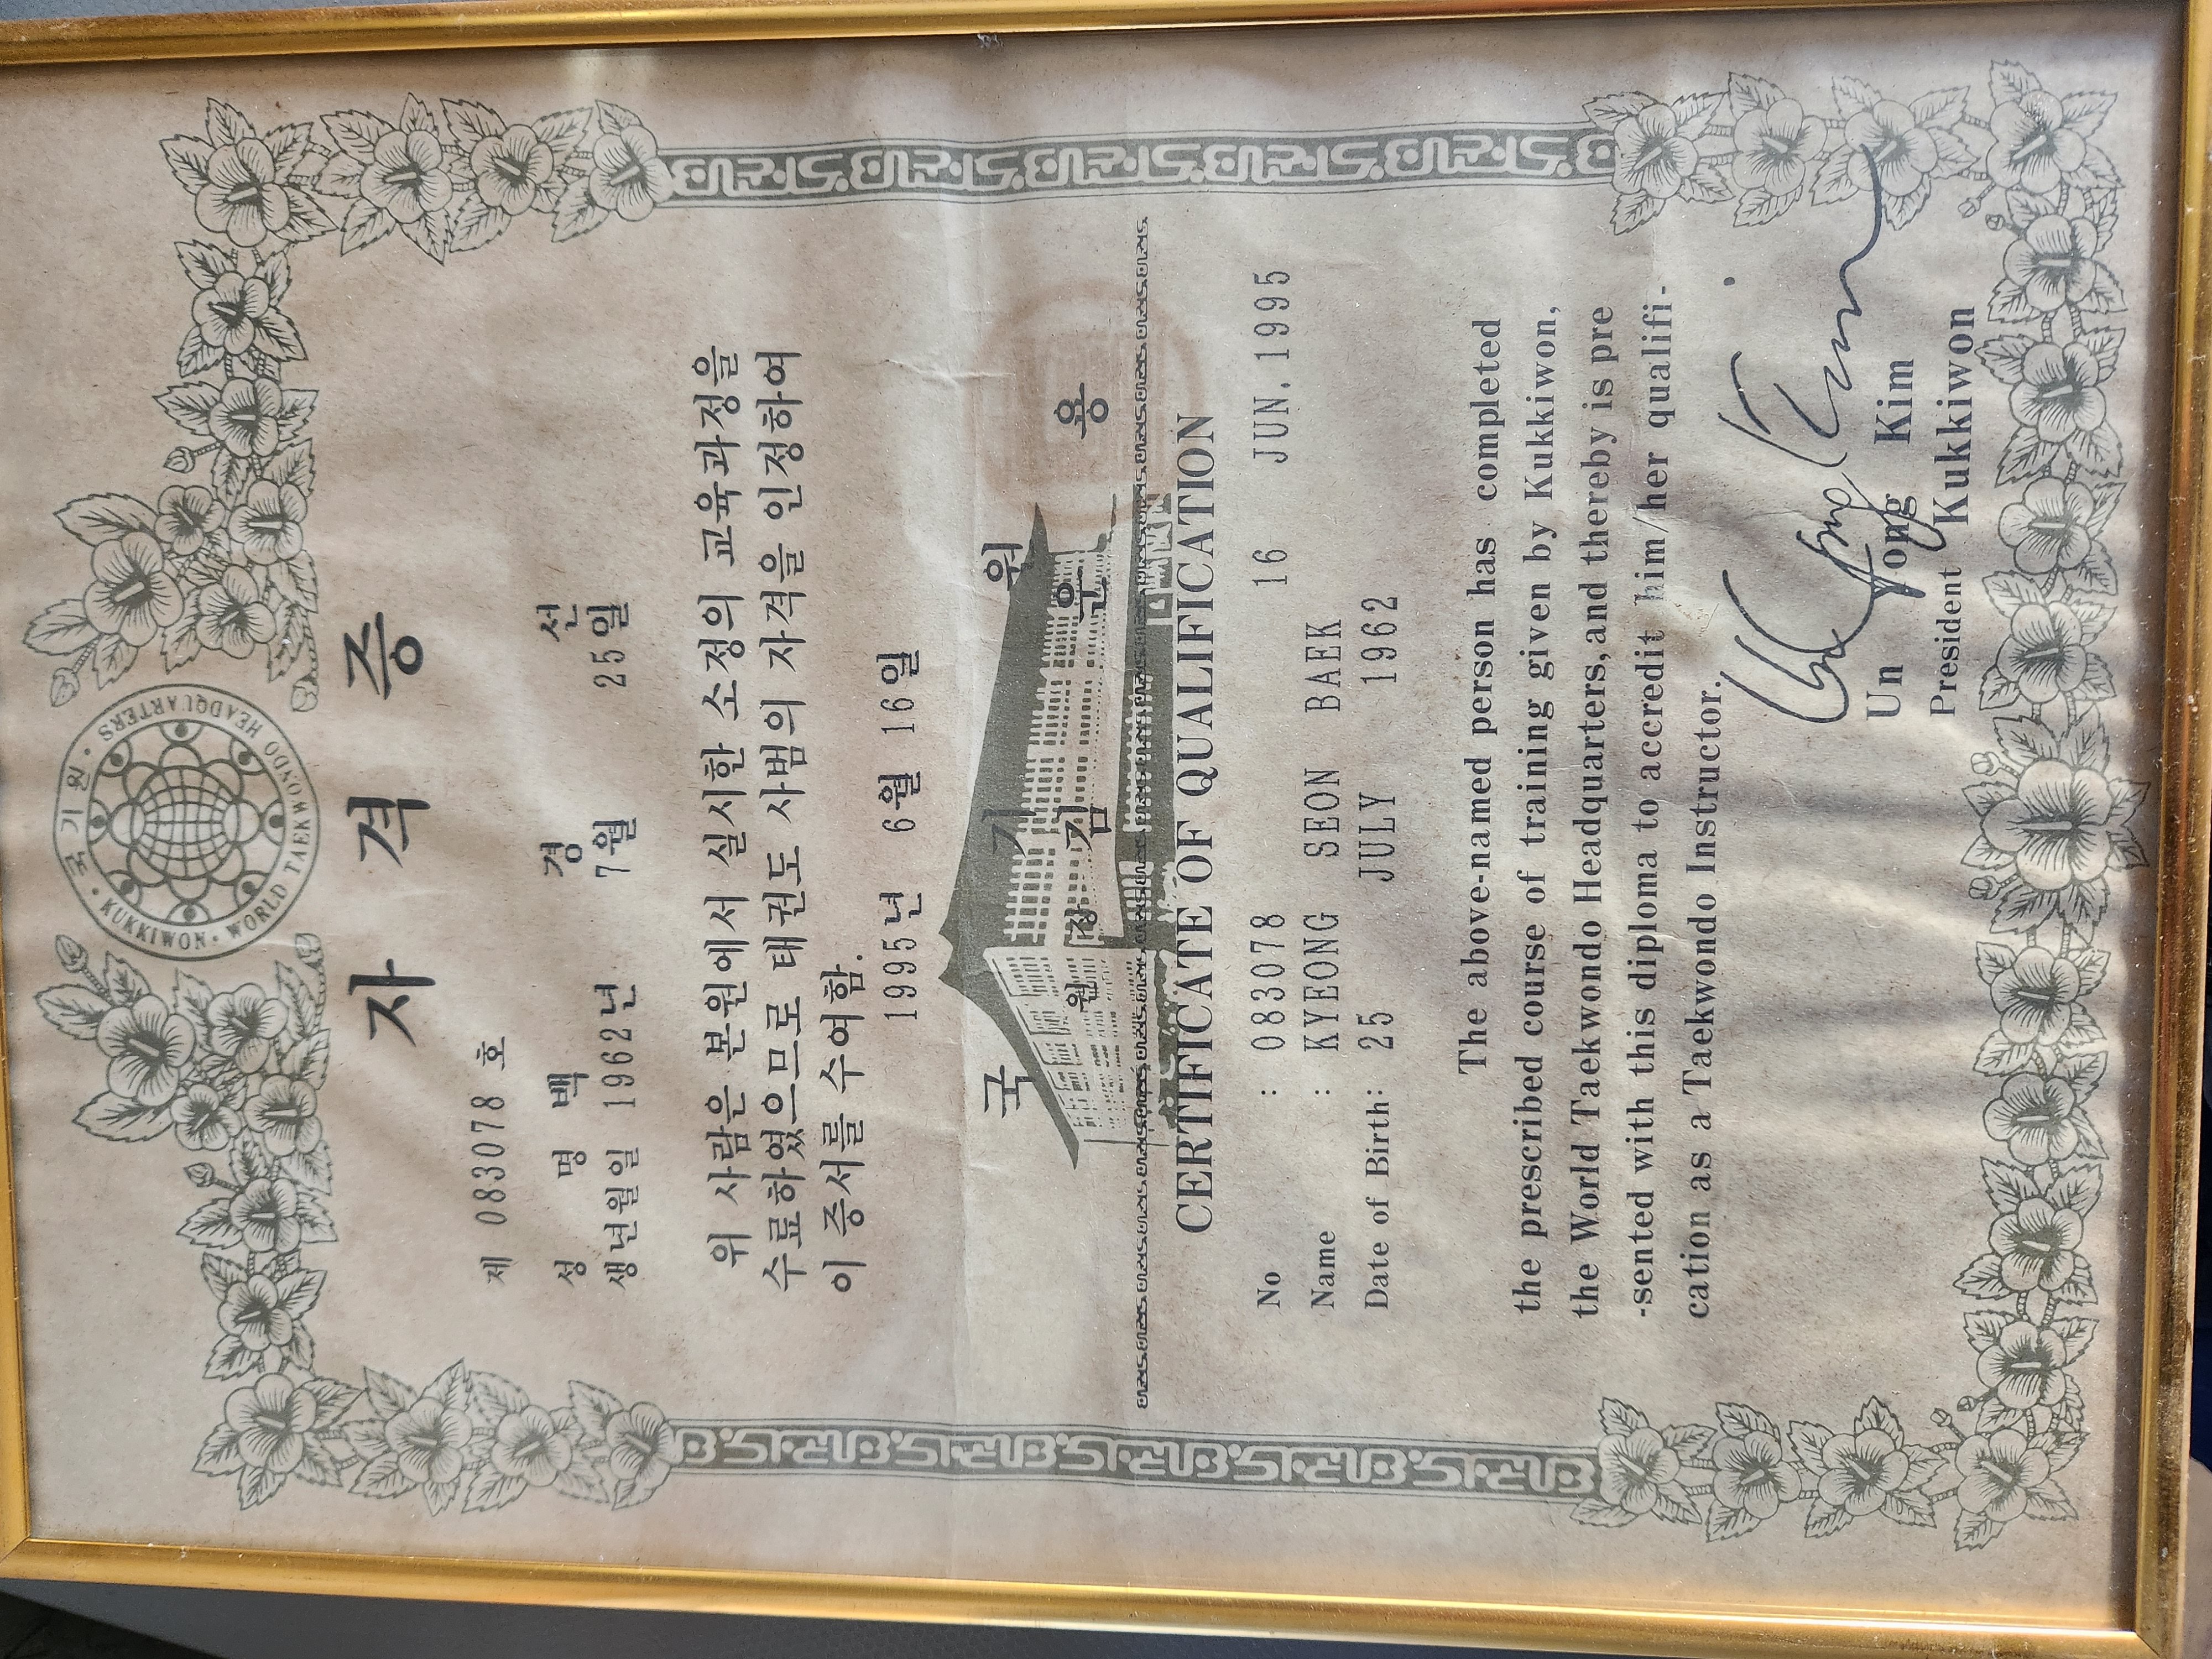 국기원 · KUKKIWON · WORLD TAEKWONDO HEADQUARTERS ·
자격증
제 083078 호
성 명 백 경 선
생년월일 1962년 7월 25일
위 사람은 본원에서 실시한 소정의 교육과정을
수료하였으므로 태권도 사범의 자격을 인정하여
이 증서를 수여함.
1995년 6월 16일
국 기 원
원장 김 운 용
CERTIFICATE OF QUALIFICATION
No : 083078 16 JUN.1995
Name : KYEONG SEON BAEK
Date of Birth: 25 JULY 1962
The above-named person has completed
the prescribed course of training given by Kukkiwon,
the World Taekwondo Headquarters,and thereby is pre
-sented with this diploma to accredit him/her qualifi-
cation as a Taekwondo Instructor.
Un Yong Kim
President Kukkiwon